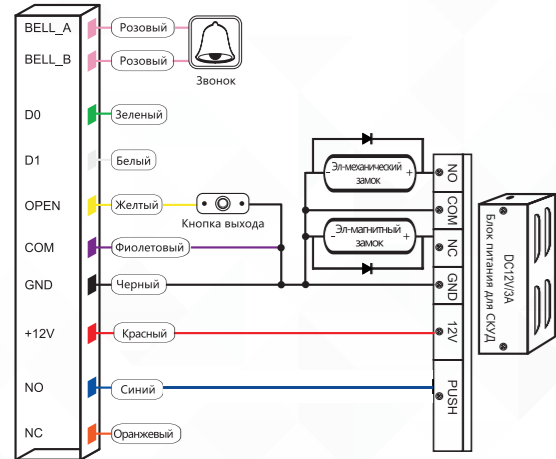 BELL_A
Розовый
BELL_B
Розовый
Звонок
D0
Зеленый
D1
Белый
OPEN
Желтый
Кнопка выхода
COM
Фиолетовый
GND
Черный
+12V
Красный
NO
Синий
NC
Оранжевый
- Эл-механический +
замок
- Эл-магнитный +
замок
NO
COM
NC
GND
12V
PUSH
DC12V/3A
Блок питания для СКУД